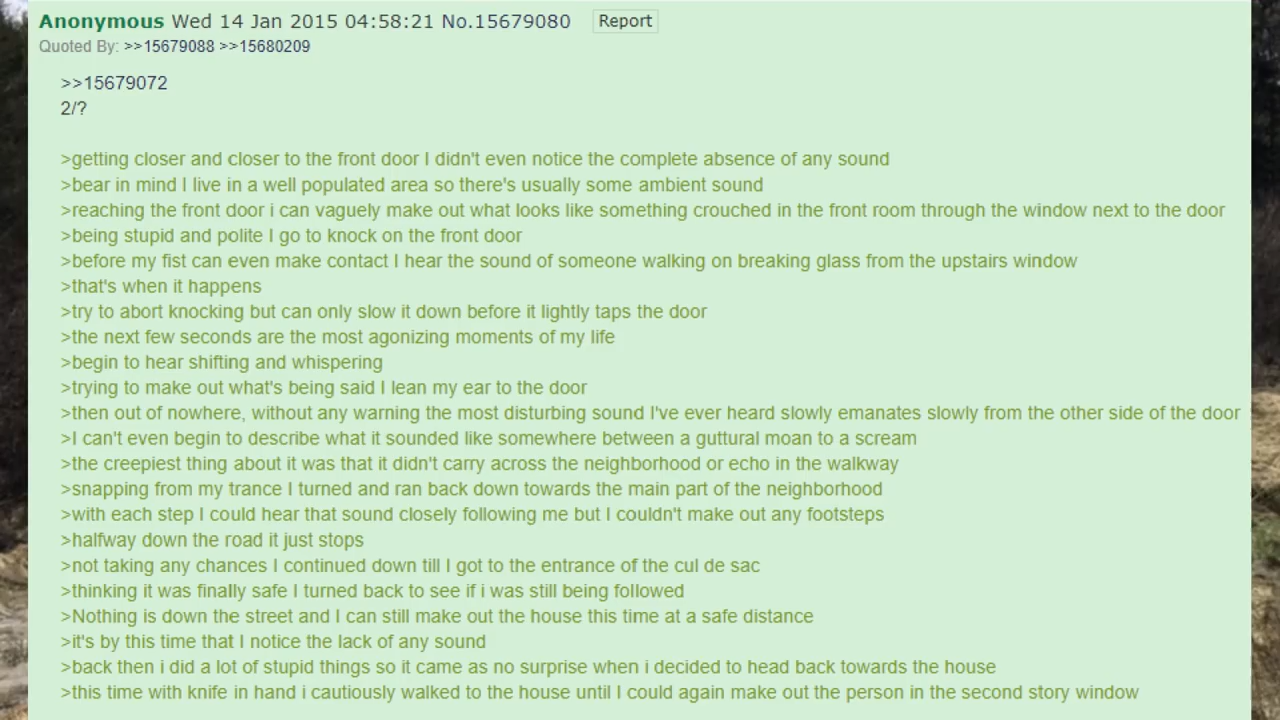 Anonymous Wed 14 Jan 2015 04:58:21 No.15679080 Report
Quoted By: >>15679088 >>15680209
>>15679072
2/?
>getting closer and closer to the front door I didn't even notice the complete absence of any sound
>bear in mind I live in a well populated area so there's usually some ambient sound
>reaching the front door i can vaguely make out what looks like something crouched in the front room through the window next to the door
>being stupid and polite I go to knock on the front door
>before my fist can even make contact I hear the sound of someone walking on breaking glass from the upstairs window
>that's when it happens
>try to abort knocking but can only slow it down before it lightly taps the door
>the next few seconds are the most agonizing moments of my life
>begin to hear shifting and whispering
>trying to make out what's being said I lean my ear to the door
>then out of nowhere, without any warning the most disturbing sound I've ever heard slowly emanates slowly from the other side of the door
>I can't even begin to describe what it sounded like somewhere between a guttural moan to a scream
>the creepiest thing about it was that it didn't carry across the neighborhood or echo in the walkway
>snapping from my trance I turned and ran back down towards the main part of the neighborhood
>with each step I could hear that sound closely following me but I couldn't make out any footsteps
>halfway down the road it just stops
>not taking any chances I continued down till I got to the entrance of the cul de sac
>thinking it was finally safe I turned back to see if i was still being followed
>Nothing is down the street and I can still make out the house this time at a safe distance
>it's by this time that I notice the lack of any sound
>back then i did a lot of stupid things so it came as no surprise when i decided to head back towards the house
>this time with knife in hand i cautiously walked to the house until I could again make out the person in the second story window